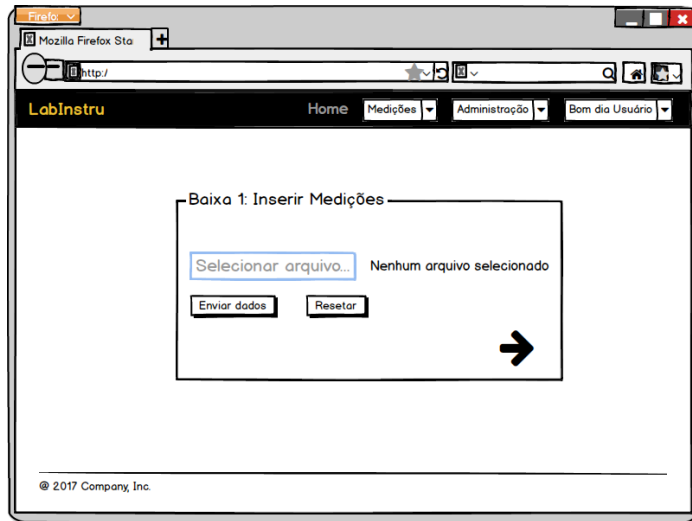 Firefox
Mozilla Firefox Sta
http:/
LabInstru Home Medições Administração Bom dia Usuário
Baixa 1: Inserir Medições
Selecionar arquivo... Nenhum arquivo selecionado
Enviar dados Resetar
@ 2017 Company, Inc.